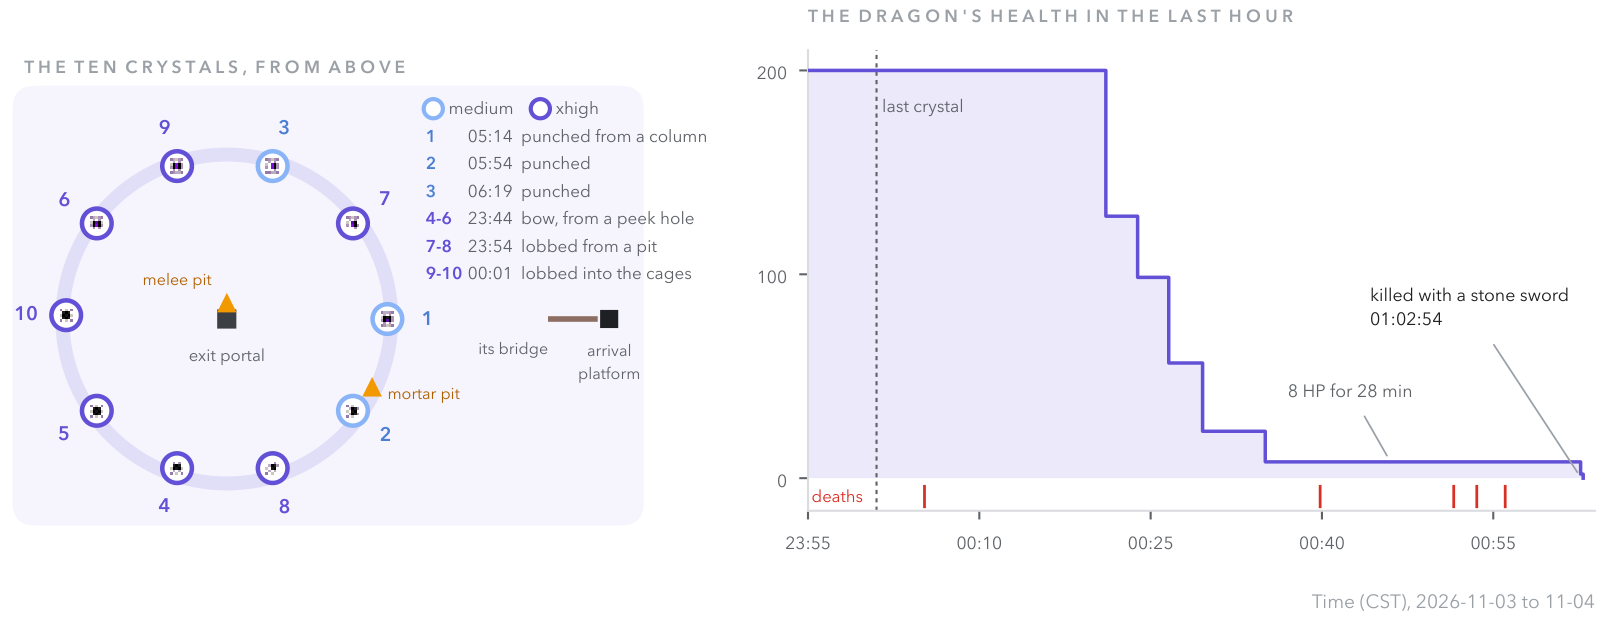 THE TEN CRYSTALS, FROM ABOVE
medium xhigh
1 05:14 punched from a column
2 05:54 punched
3 06:19 punched
4-6 23:44 bow, from a peek hole
7-8 23:54 lobbed from a pit
9-10 00:01 lobbed into the cages
9
3
6
7
melee pit
10
1
exit portal
its bridge
arrival
platform
mortar pit
5
2
4
8
THE DRAGON'S HEALTH IN THE LAST HOUR
200
last crystal
100
killed with a stone sword
01:02:54
8 HP for 28 min
0
deaths
23:55 00:10 00:25 00:40 00:55
Time (CST), 2026-11-03 to 11-04